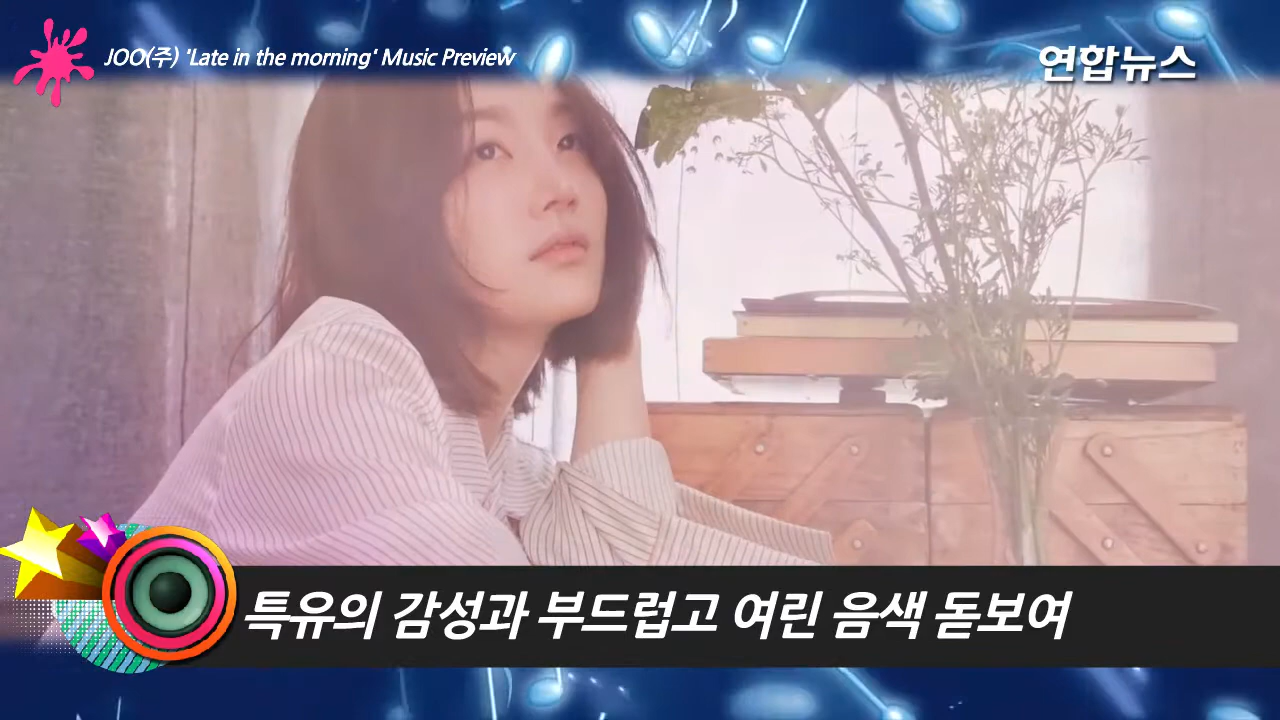 JOO(주) 'Late in the morning' Music Preview
연합뉴스
특유의 감성과 부드럽고 여린 음색 돋보여